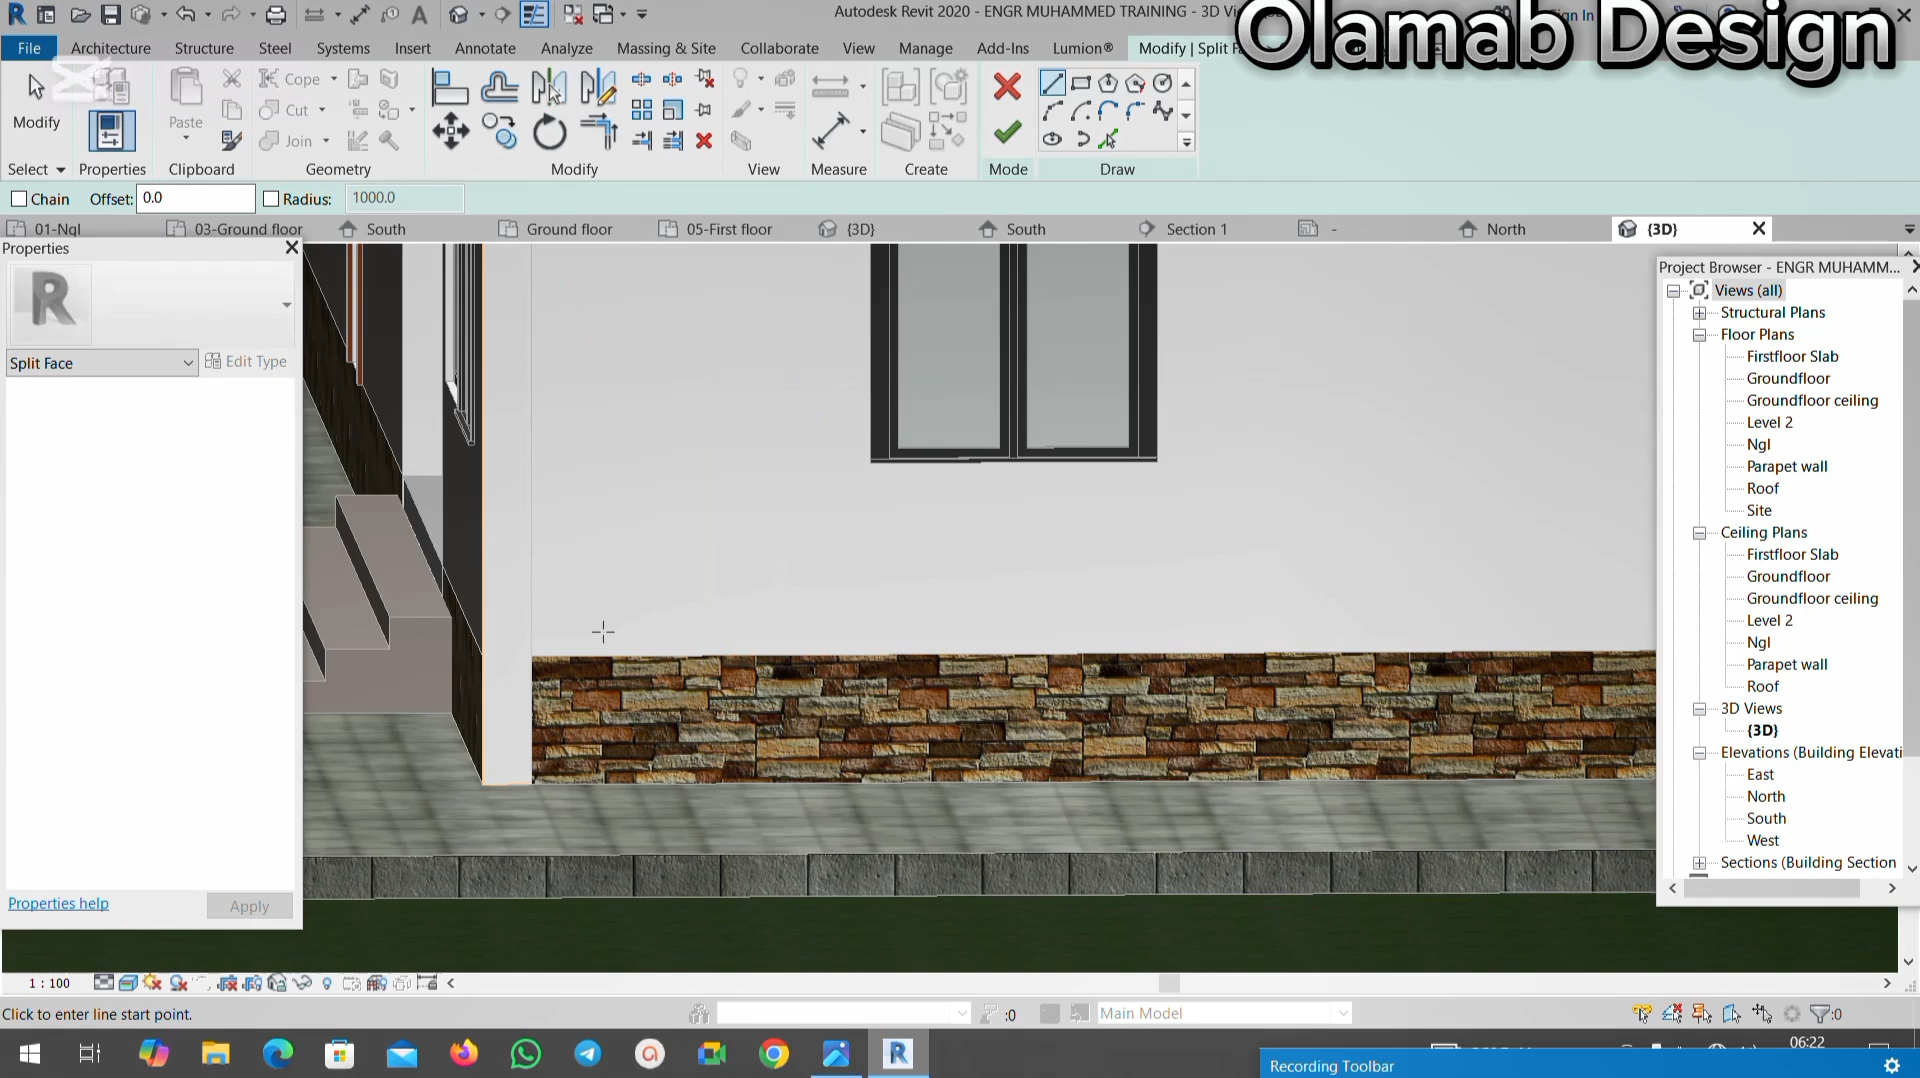 Autodesk Revit 2020 - ENGR MUHAMMED TRAINING - 3D Vi
Sign In
Olamab Design
File
Architecture
Structure
Steel
Systems
Insert
Annotate
Analyze
Massing & Site
Collaborate
View
Manage
Add-Ins
Lumion®
Modify | Split Fa
Modify
Paste
Cope
Cut
Join
Select
Properties
Clipboard
Geometry
Modify
View
Measure
Create
Mode
Draw
Chain
Offset: 0.0
Radius: 1000.0
01-Ngl
03-Ground floor
South
Ground floor
05-First floor
{3D}
South
Section 1
-
North
{3D}
Properties
R
Split Face
Edit Type
Properties help
Apply
Project Browser - ENGR MUHAMM...
Views (all)
Structural Plans
Floor Plans
Firstfloor Slab
Groundfloor
Groundfloor ceiling
Level 2
Ngl
Parapet wall
Roof
Site
Ceiling Plans
Firstfloor Slab
Groundfloor
Groundfloor ceiling
Level 2
Ngl
Parapet wall
Roof
3D Views
{3D}
Elevations (Building Elevati
East
North
South
West
Sections (Building Section
1 : 100
Click to enter line start point.
:0
Main Model
:0
06:22
Recording Toolbar